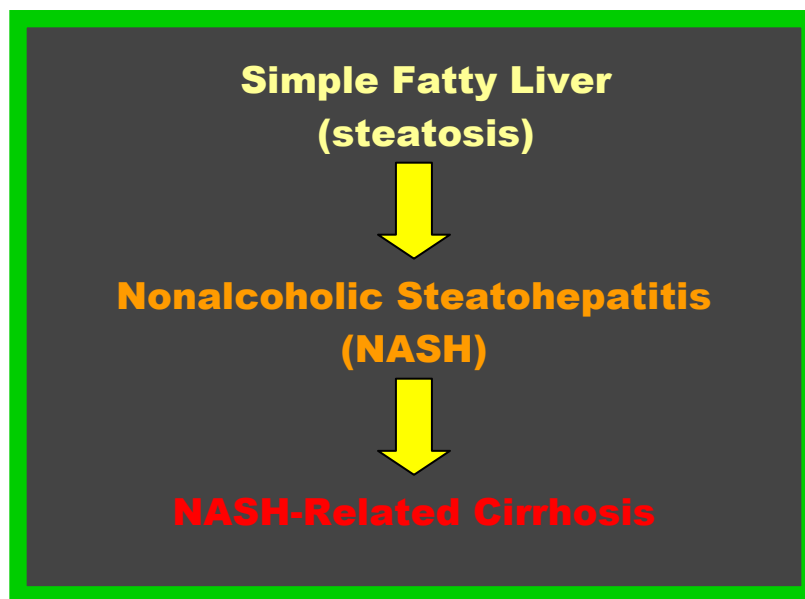 Simple Fatty Liver
(steatosis)
Nonalcoholic Steatohepatitis
(NASH)
NASH-Related Cirrhosis